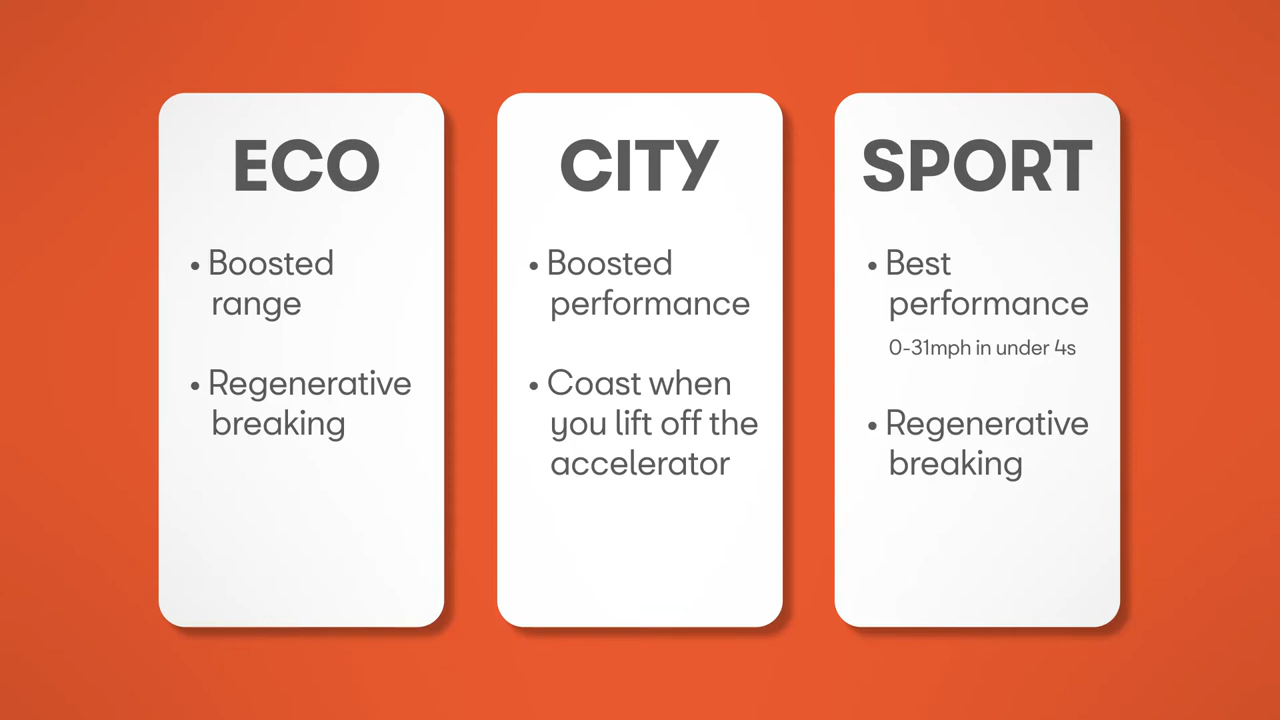 ECO
• Boosted
range
• Regenerative
breaking
CITY
• Boosted
performance
• Coast when
you lift off the
accelerator
SPORT
• Best
performance
0-31mph in under 4s
• Regenerative
breaking